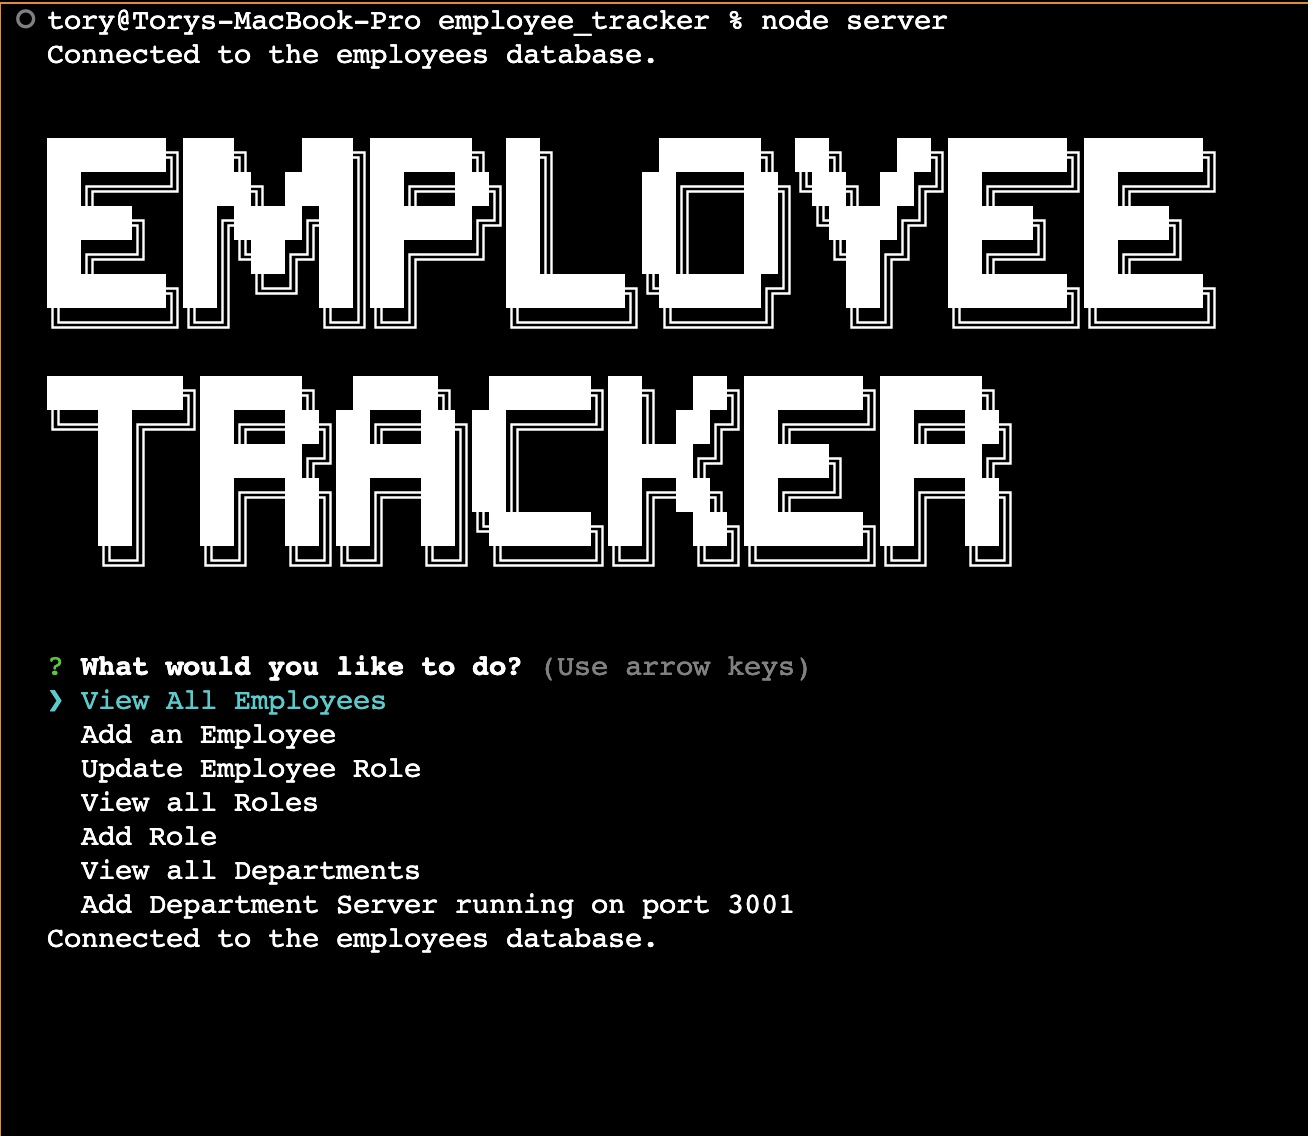 tory@Torys-MacBook-Pro employee_tracker % node server
Connected to the employees database.
EMPLOYEE
TRACKER
? What would you like to do? (Use arrow keys)
❯ View All Employees
Add an Employee
Update Employee Role
View all Roles
Add Role
View all Departments
Add Department Server running on port 3001
Connected to the employees database.